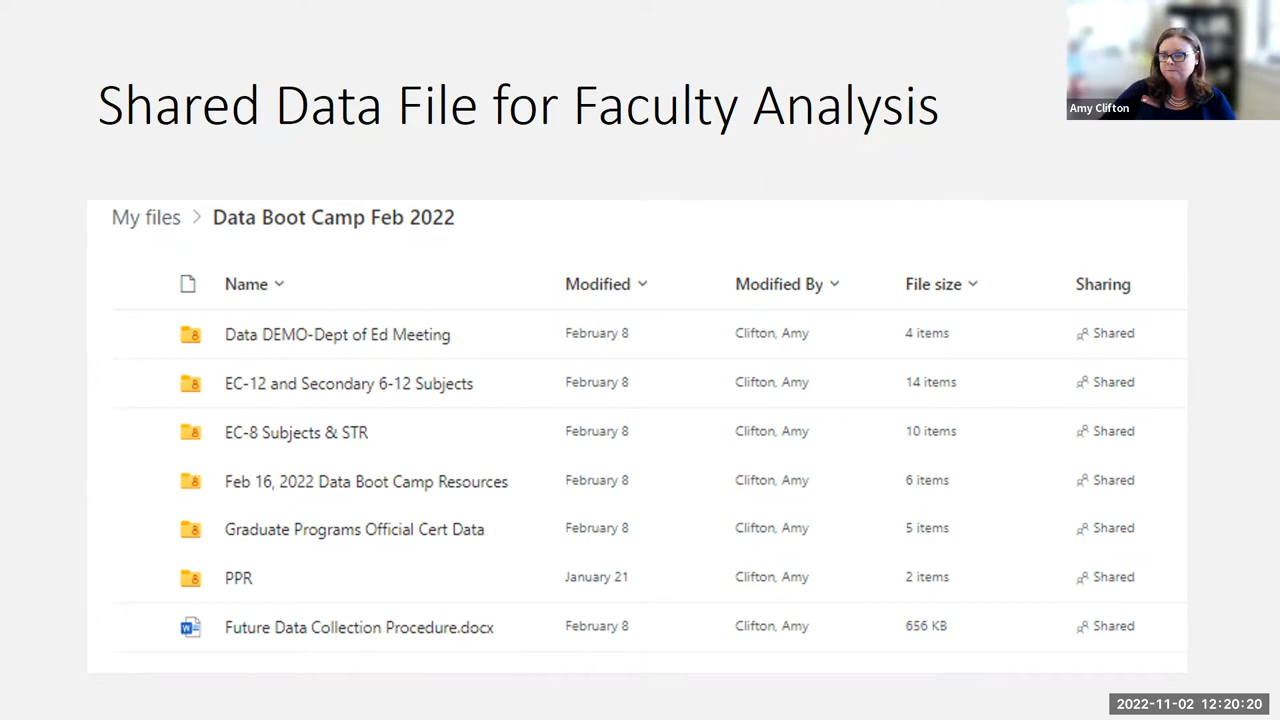 Shared Data File for Faculty Analysis
Amy Clifton
My files > Data Boot Camp Feb 2022
Name Modified Modified By File size Sharing
Data DEMO-Dept of Ed Meeting February 8 Clifton, Amy 4 items Shared
EC-12 and Secondary 6-12 Subjects February 8 Clifton, Amy 14 items Shared
EC-8 Subjects & STR February 8 Clifton, Amy 10 items Shared
Feb 16, 2022 Data Boot Camp Resources February 8 Clifton, Amy 6 items Shared
Graduate Programs Official Cert Data February 8 Clifton, Amy 5 items Shared
PPR January 21 Clifton, Amy 2 items Shared
Future Data Collection Procedure.docx February 8 Clifton, Amy 656 KB Shared
2022-11-02 12:20:20